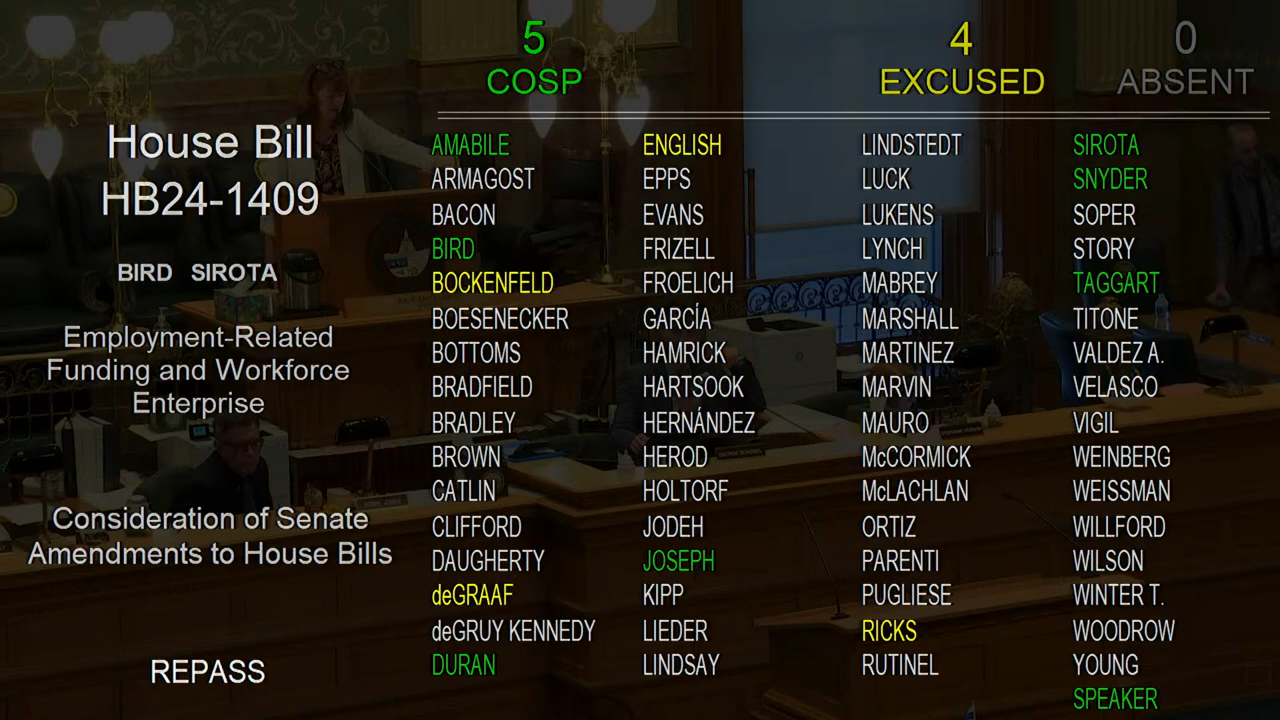 5
COSP
4
EXCUSED
0
ABSENT
House Bill
HB24-1409
BIRD SIROTA
Employment-Related
Funding and Workforce
Enterprise
Consideration of Senate
Amendments to House Bills
REPASS
AMABILE
ARMAGOST
BACON
BIRD
BOCKENFELD
BOESENECKER
BOTTOMS
BRADFIELD
BRADLEY
BROWN
CATLIN
CLIFFORD
DAUGHERTY
deGRAAF
deGRUY KENNEDY
DURAN
ENGLISH
EPPS
EVANS
FRIZELL
FROELICH
GARCÍA
HAMRICK
HARTSOOK
HERNÁNDEZ
HEROD
HOLTORF
JODEH
JOSEPH
KIPP
LIEDER
LINDSAY
LINDSTEDT
LUCK
LUKENS
LYNCH
MABREY
MARSHALL
MARTINEZ
MARVIN
MAURO
McCORMICK
McLACHLAN
ORTIZ
PARENTI
PUGLIESE
RICKS
RUTINEL
SIROTA
SNYDER
SOPER
STORY
TAGGART
TITONE
VALDEZ A.
VELASCO
VIGIL
WEINBERG
WEISSMAN
WILLFORD
WILSON
WINTER T.
WOODROW
YOUNG
SPEAKER